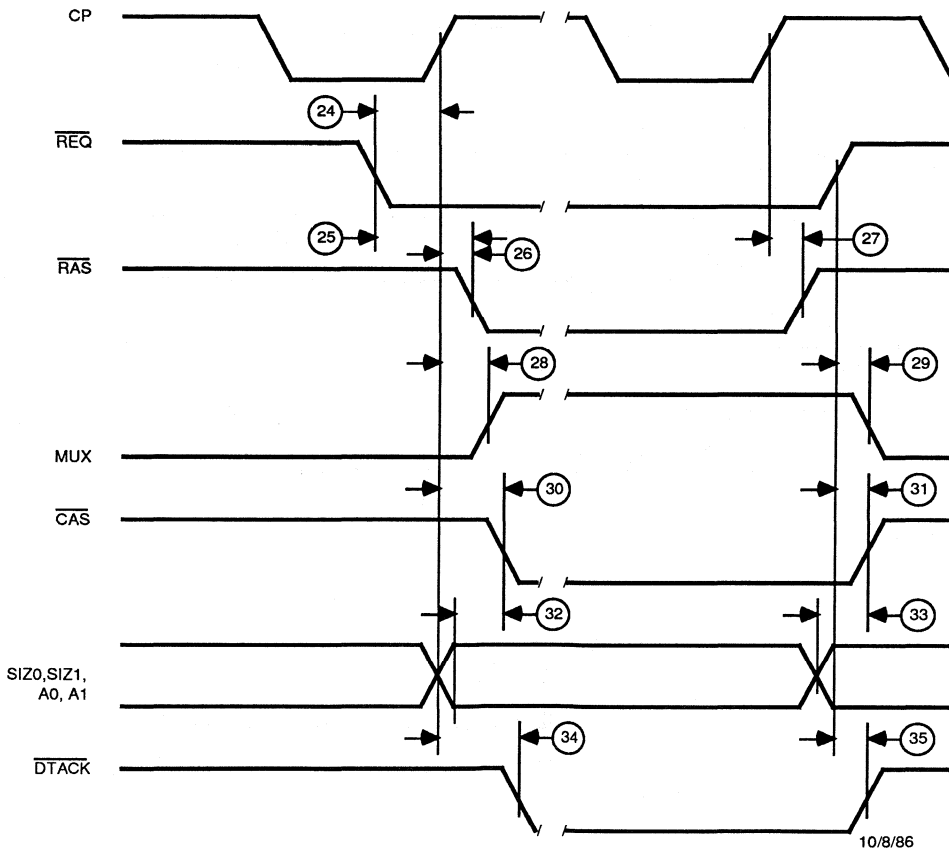 CP
24
REQ
25
26
27
RAS
28
29
MUX
30
31
CAS
32
33
SIZ0,SIZ1,
A0, A1
34
35
DTACK
10/8/86